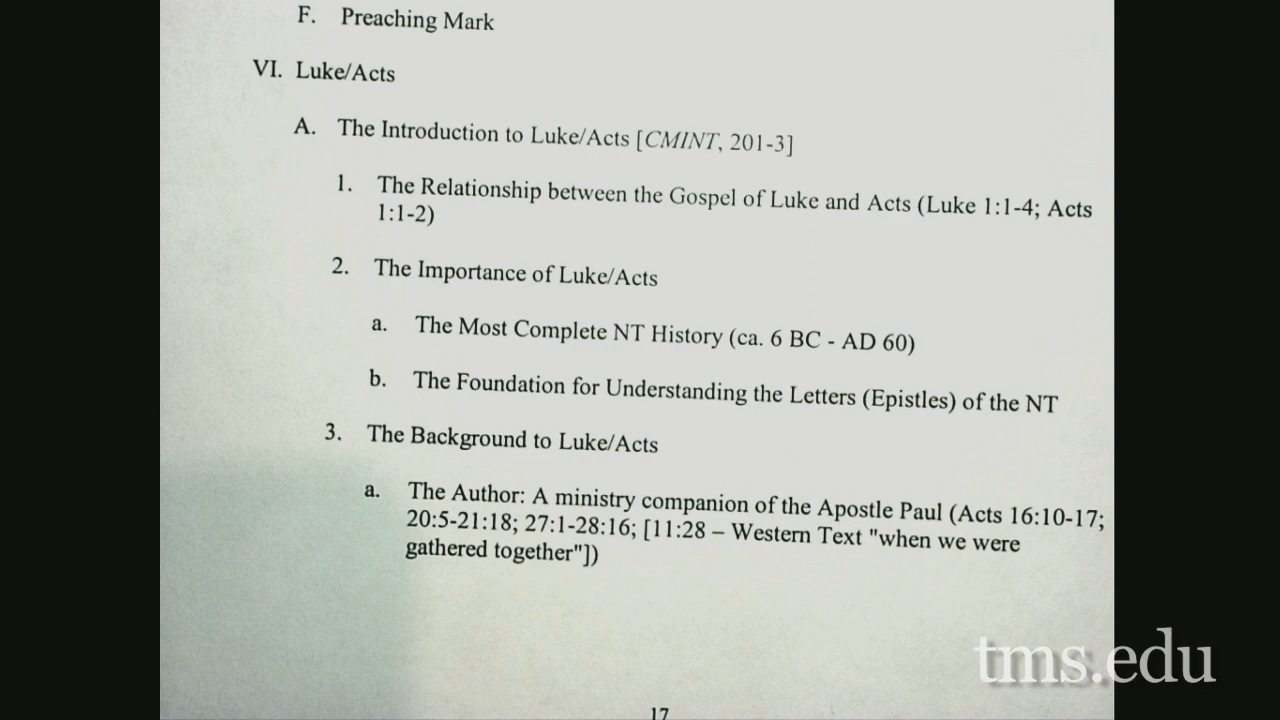 F. Preaching Mark
VI. Luke/Acts
A. The Introduction to Luke/Acts [CMINT, 201-3]
1. The Relationship between the Gospel of Luke and Acts (Luke 1:1-4; Acts
1:1-2)
2. The Importance of Luke/Acts
a. The Most Complete NT History (ca. 6 BC - AD 60)
b. The Foundation for Understanding the Letters (Epistles) of the NT
3. The Background to Luke/Acts
a. The Author: A ministry companion of the Apostle Paul (Acts 16:10-17;
20:5-21:18; 27:1-28:16; [11:28 – Western Text "when we were
gathered together"])
tms.edu
17